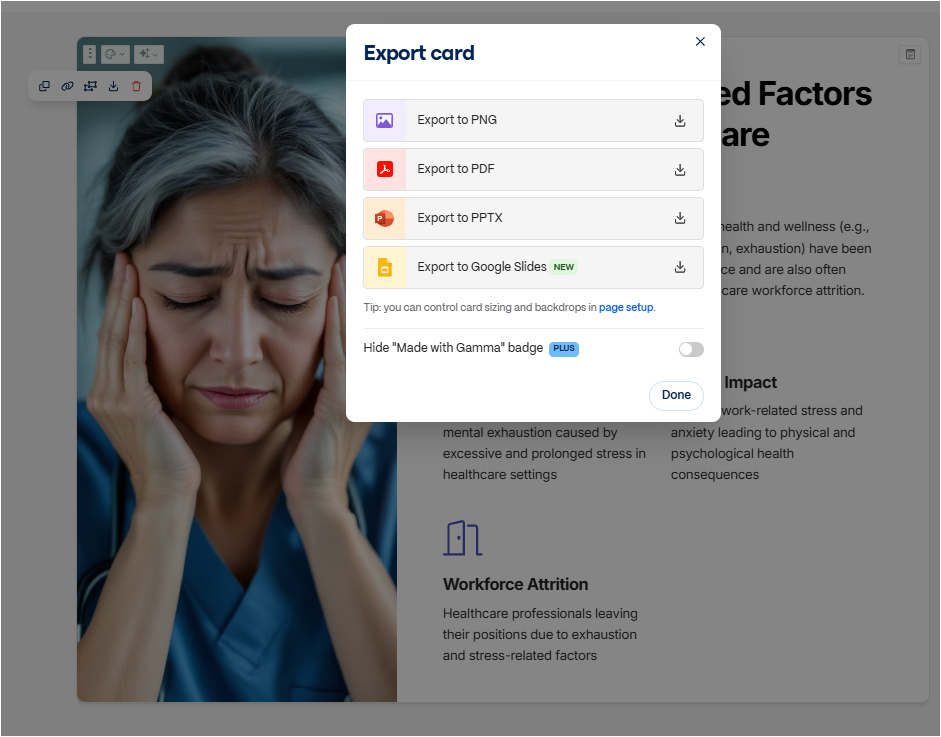 Export card
Export to PNG
Export to PDF
Export to PPTX
Export to Google Slides NEW
Tip: you can control card sizing and backdrops in page setup.
Hide "Made with Gamma" badge PLUS
Done
Factors
health and wellness (e.g.,
exhaustion) have been
and are also often
care workforce attrition.
mental exhaustion caused by
excessive and prolonged stress in
healthcare settings
Impact
work-related stress and
anxiety leading to physical and
psychological health
consequences
Workforce Attrition
Healthcare professionals leaving
their positions due to exhaustion
and stress-related factors